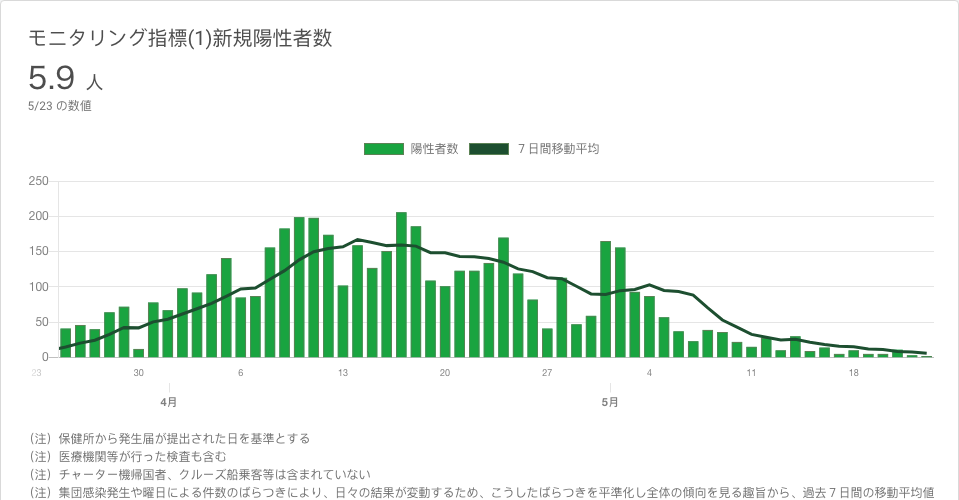 モニタリング指標(1)新規陽性者数
5.9 人
5/23 の数値
陽性者数 7日間移動平均
250
200
150
100
50
0
23 30 6 13 20 27 4 11 18
4月 5月
（注）保健所から発生届が提出された日を基準とする
（注）医療機関等が行った検査も含む
（注）チャーター機帰国者、クルーズ船乗客等は含まれていない
（注）集団感染発生や曜日による件数のばらつきにより、日々の結果が変動するため、こうしたばらつきを平準化し全体の傾向を見る趣旨から、過去７日間の移動平均値